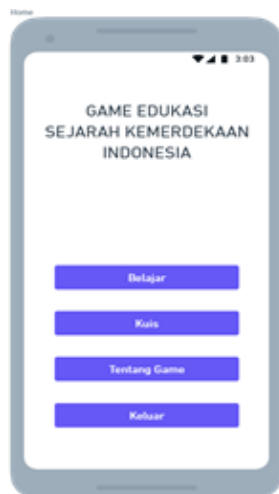 Home
3:03
GAME EDUKASI
SEJARAH KEMERDEKAAN
INDONESIA
Belajar
Kuis
Tentang Game
Keluar